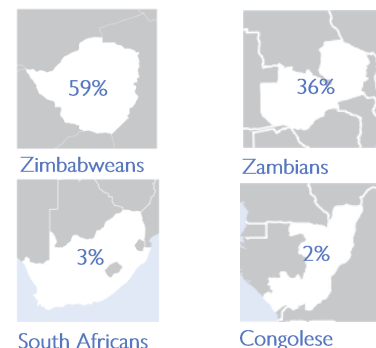 59%
Zimbabweans
36%
Zambians
3%
South Africans
2%
Congolese